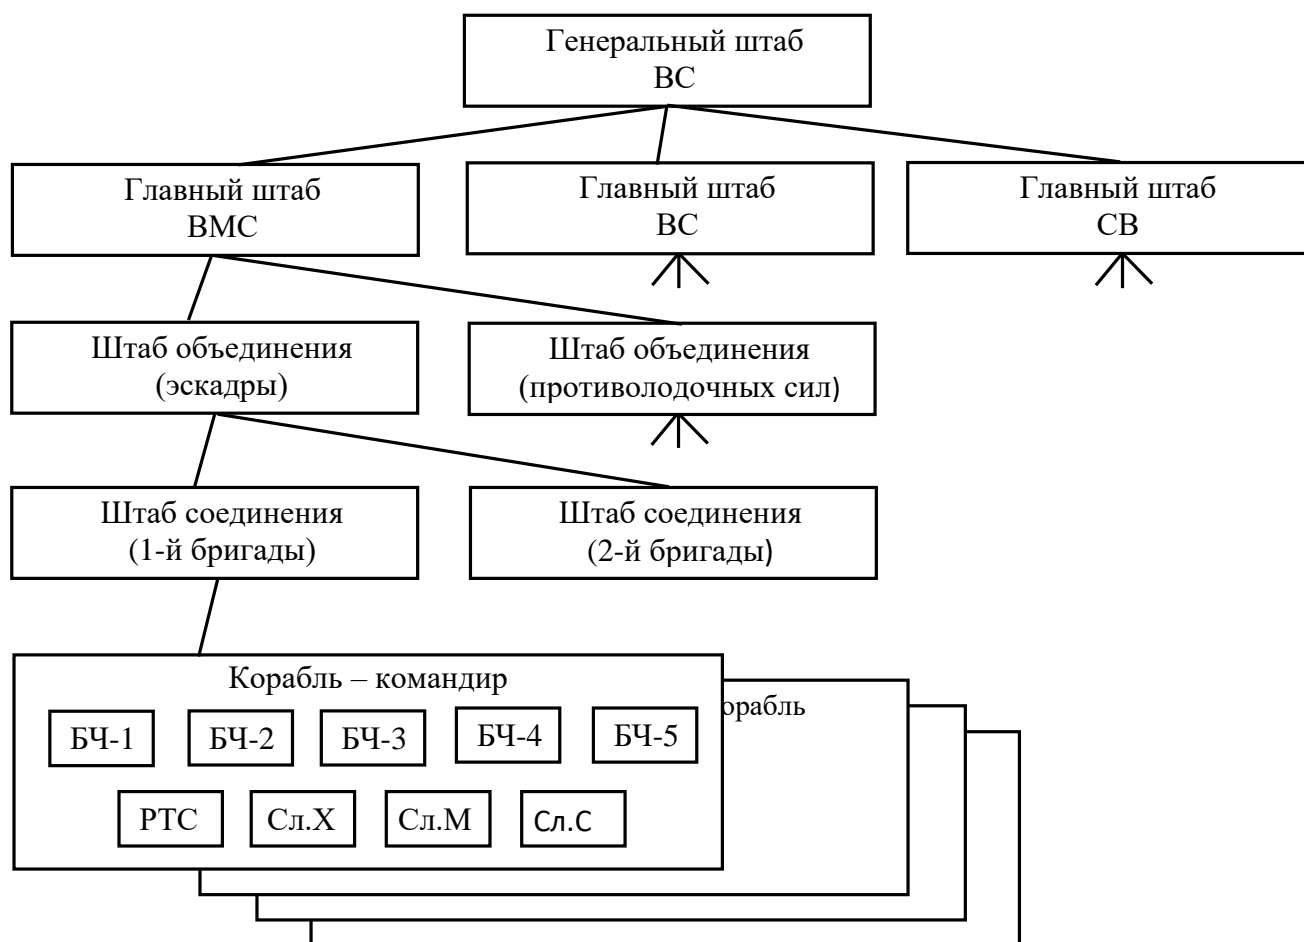 Генеральный штаб
ВС
Главный штаб
ВМС
Главный штаб
ВС
Главный штаб
СВ
Штаб объединения
(эскадры)
Штаб объединения
(противолодочных сил)
Штаб соединения
(1-й бригады)
Штаб соединения
(2-й бригады)
Корабль – командир
орабль
БЧ-1
БЧ-2
БЧ-3
БЧ-4
БЧ-5
РТС
Сл.Х
Сл.М
Сл.С